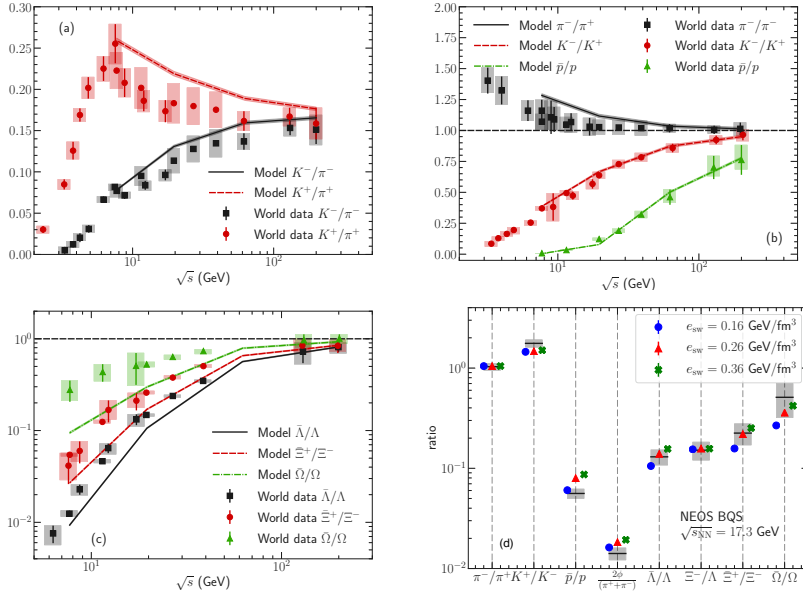 0.30
0.25
0.20
0.15
0.10
0.05
0.00
(a)
Model K⁻/π⁻
Model K⁺/π⁺
World data K⁻/π⁻
World data K⁺/π⁺
10¹
10²
√s (GeV)
Model π⁻/π⁺
Model K⁻/K⁺
Model p̄/p
World data π⁻/π⁻
World data K⁻/K⁺
World data p̄/p
2.00
1.75
1.50
1.25
1.00
0.75
0.50
0.25
0.00
(b)
10¹
10²
√s (GeV)
10⁰
10⁻¹
10⁻²
Model Λ̄/Λ
Model Ξ⁺/Ξ⁻
Model Ω̄/Ω
World data Λ̄/Λ
World data Ξ̄⁺/Ξ⁻
World data Ω̄/Ω
(c)
10¹
10²
√s (GeV)
e_sw = 0.16 GeV/fm³
e_sw = 0.26 GeV/fm³
e_sw = 0.36 GeV/fm³
10⁰
10⁻¹
10⁻²
ratio
NEOS BQS
√s_NN = 17.3 GeV
(d)
π⁻/π⁺ K⁺/K⁻ p̄/p 2φ/(π⁺+π⁻) Λ̄/Λ Ξ⁻/Λ Ξ̄⁺/Ξ⁻ Ω̄/Ω